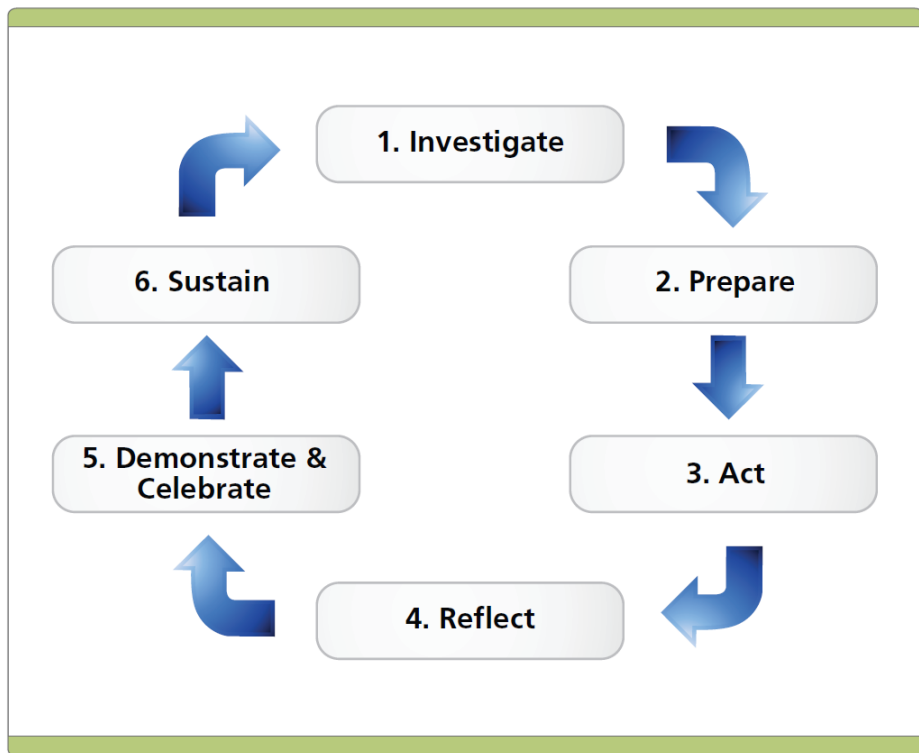 1. Investigate
2. Prepare
3. Act
4. Reflect
5. Demonstrate &
Celebrate
6. Sustain